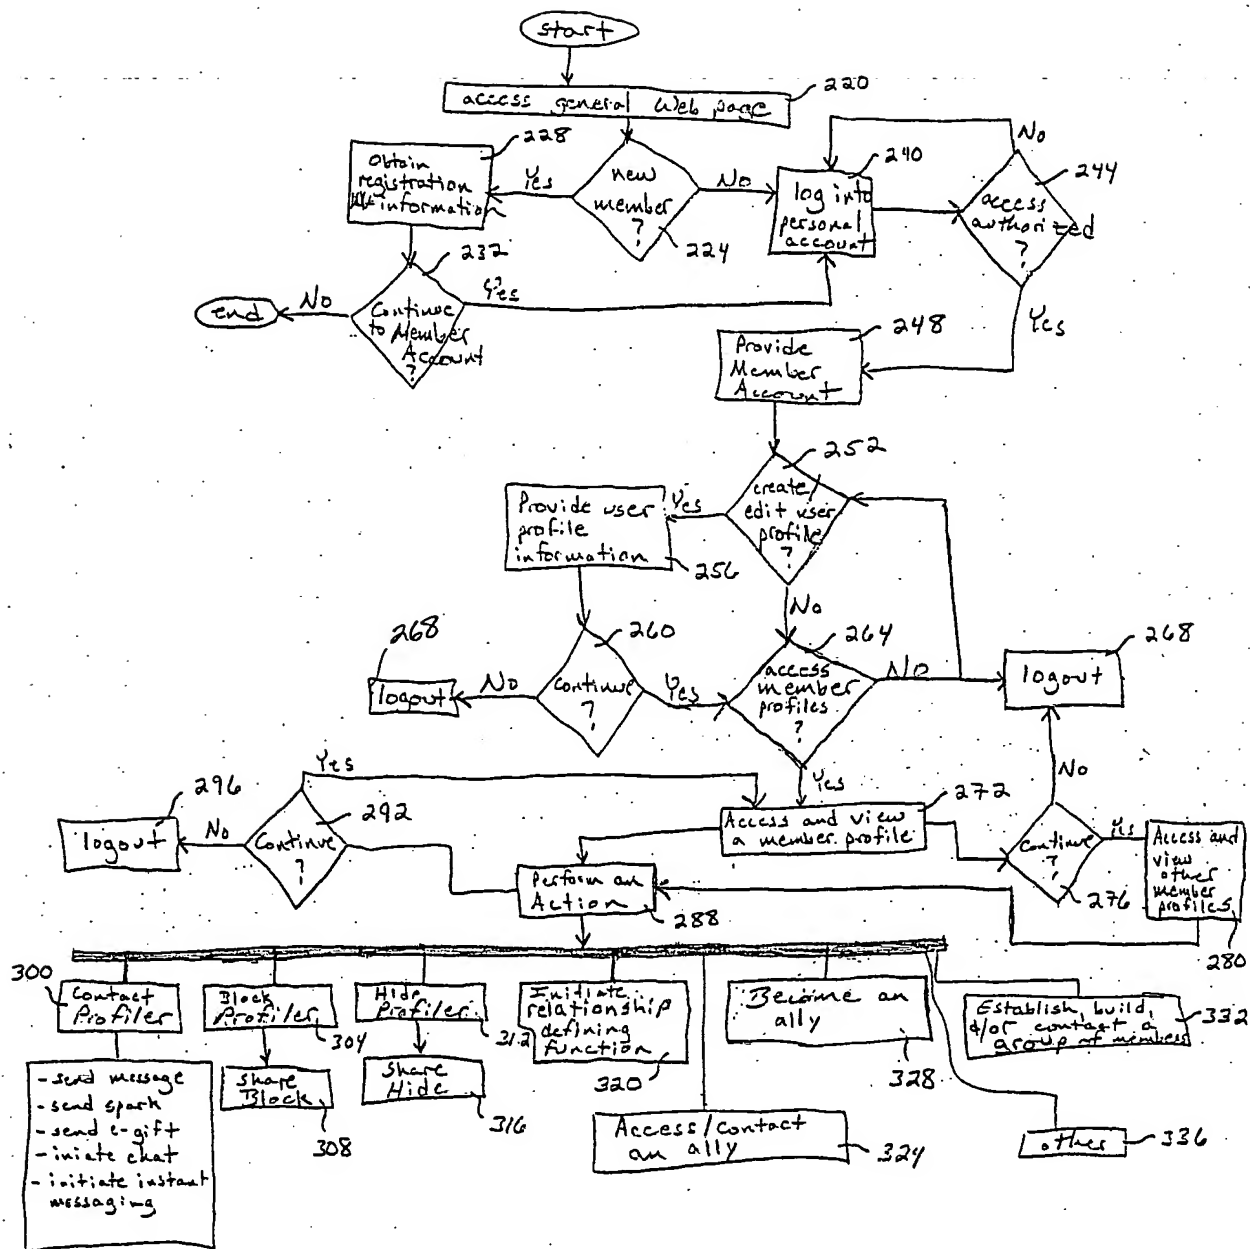 start
access general Web page
220
228
Obtain
registration
information
Yes
new
member
?
224
No
240
log into
personal
account
No
244
access
authorized
?
Yes
232
Continue
to Member
Account
?
No
end
Yes
248
Provide
Member
Account
252
create/
edit user
profile
?
Yes
No
Provide user
profile
information
256
260
Continue
?
No
268
logout
Yes
264
access
member
profiles
?
No
268
logout
Yes
272
Access and view
a member profile
No
Continue
?
276
Yes
Access and
view
other
member
profiles
280
Yes
292
Continue
?
No
296
logout
Perform an
Action
288
300
Contact
Profiler
- send message
- send spark
- send e-gift
- iniate chat
- initiate instant
messaging
Block
Profiler
304
Share
Block
308
Hide
Profiler
312
Share
Hide
316
Initiate
relationship
defining
function
320
Access/contact
an ally
324
Become an
ally
328
Establish, build,
&/or contact a
group of members
332
other
336